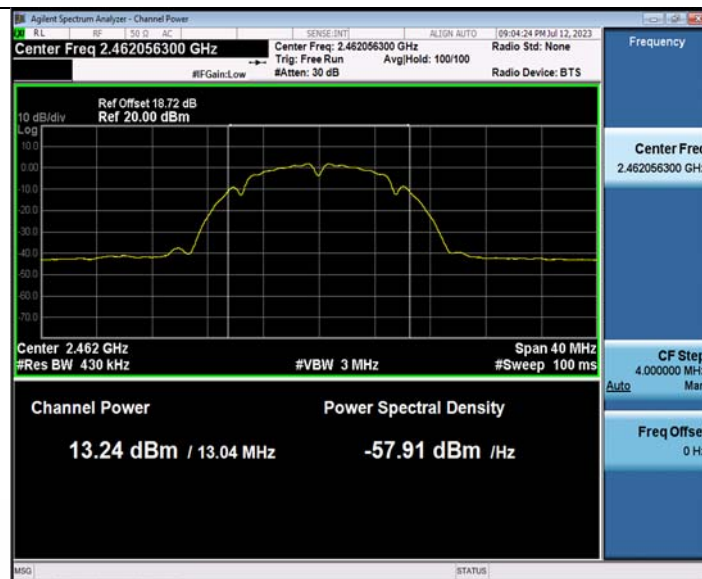 Agilent Spectrum Analyzer - Channel Power
RL RF 50 Ω AC SENSE:INT ALIGN AUTO 09:04:24 PM Jul 12, 2023
Center Freq 2.462056300 GHz
Center Freq: 2.462056300 GHz
Radio Std: None
Trig: Free Run Avg|Hold: 100/100
#IFGain:Low #Atten: 30 dB Radio Device: BTS
Frequency
Ref Offset 18.72 dB
10 dB/div Ref 20.00 dBm
Log
10.0
0.00
-10.0
-20.0
-30.0
-40.0
-50.0
-60.0
-70.0
Center Freq
2.462056300 GHz
Center 2.462 GHz Span 40 MHz
#Res BW 430 kHz #VBW 3 MHz #Sweep 100 ms
CF Step
4.000000 MHz
Auto Man
Channel Power Power Spectral Density
13.24 dBm / 13.04 MHz -57.91 dBm /Hz
Freq Offset
0 Hz
MSG STATUS